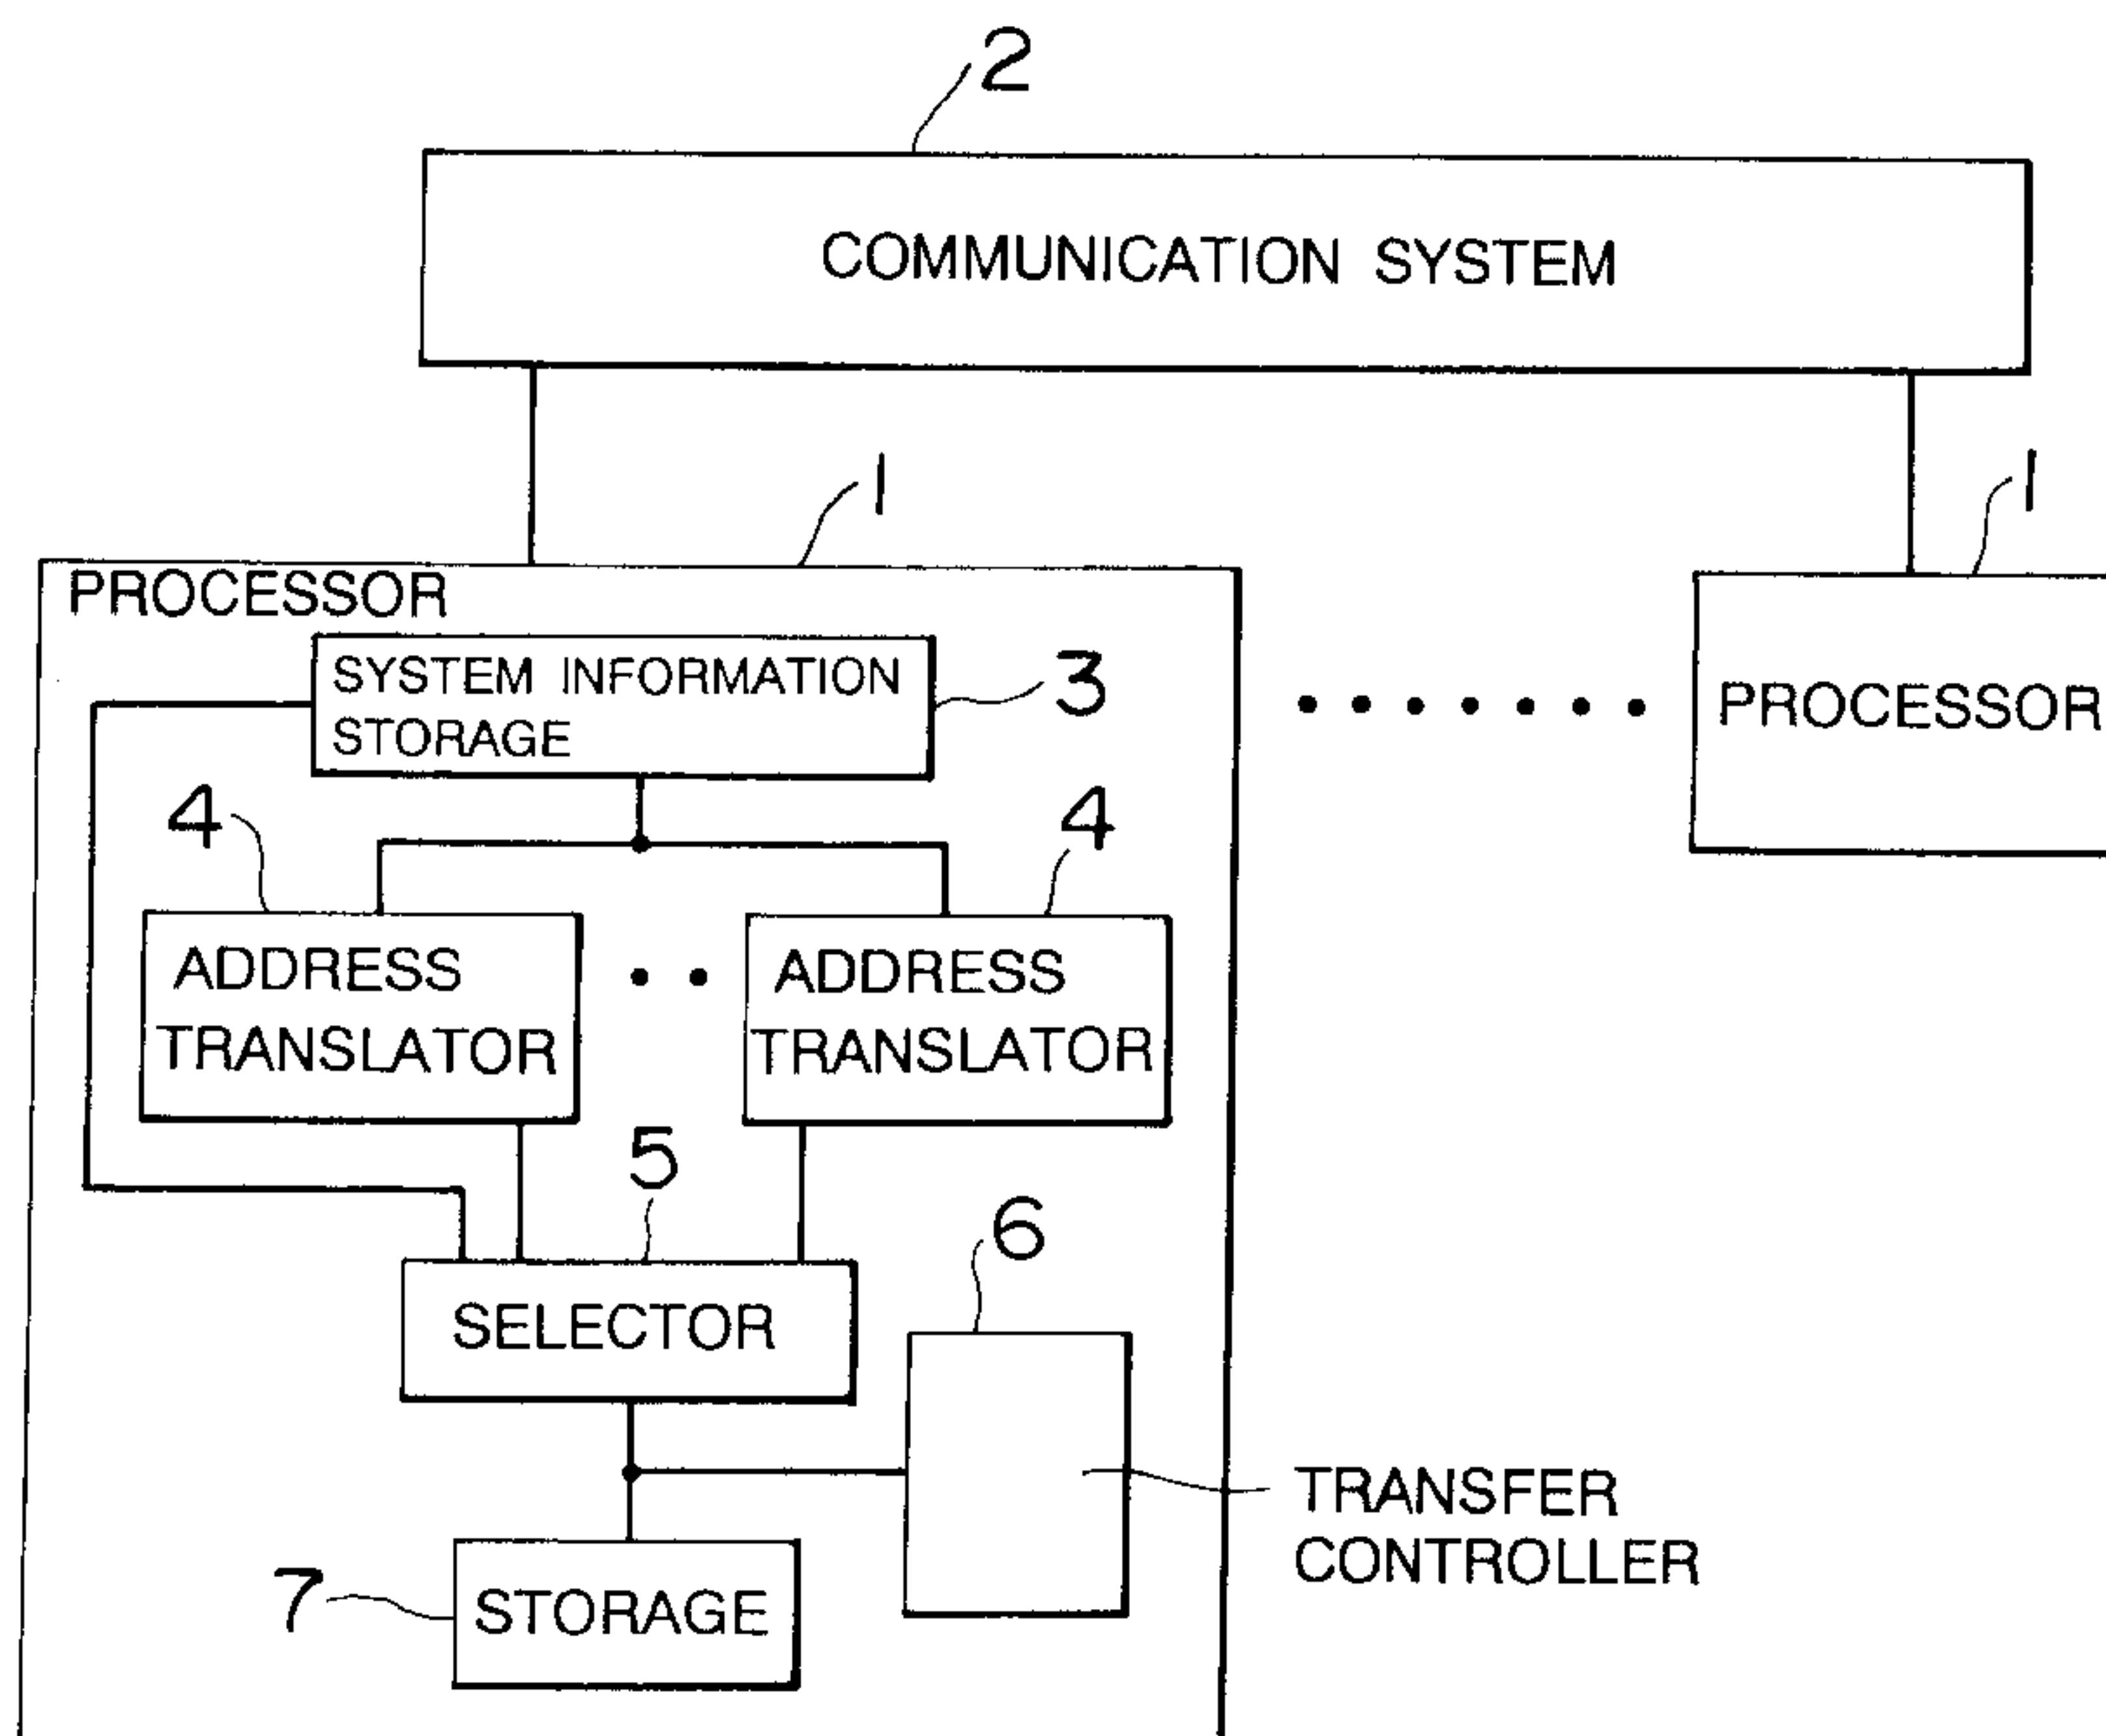 2
COMMUNICATION SYSTEM
1
1
PROCESSOR
SYSTEM INFORMATION
STORAGE
3
PROCESSOR
4
4
ADDRESS
TRANSLATOR
ADDRESS
TRANSLATOR
5
6
SELECTOR
TRANSFER
CONTROLLER
7
STORAGE